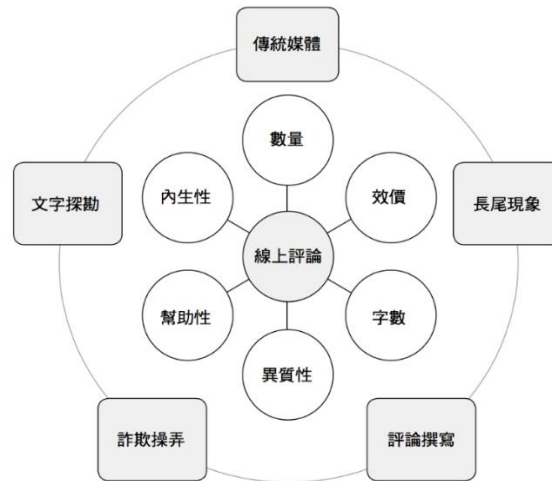 傳統媒體
數量
文字探勘
內生性
效價
長尾現象
線上評論
幫助性
字數
異質性
詐欺操弄
評論撰寫